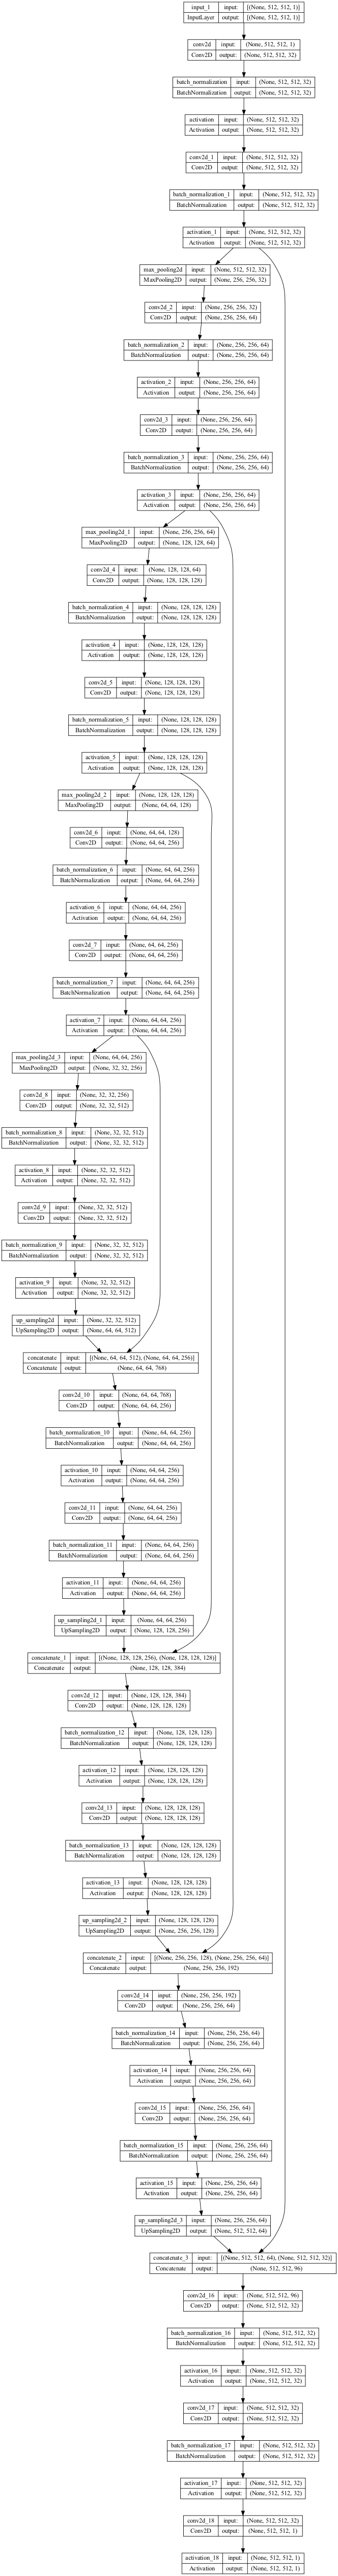 input_1 input: [(None, 512, 512, 1)]
InputLayer output: [(None, 512, 512, 1)]
conv2d input: (None, 512, 512, 1)
Conv2D output: (None, 512, 512, 32)
batch_normalization input: (None, 512, 512, 32)
BatchNormalization output: (None, 512, 512, 32)
activation input: (None, 512, 512, 32)
Activation output: (None, 512, 512, 32)
conv2d_1 input: (None, 512, 512, 32)
Conv2D output: (None, 512, 512, 32)
batch_normalization_1 input: (None, 512, 512, 32)
BatchNormalization output: (None, 512, 512, 32)
activation_1 input: (None, 512, 512, 32)
Activation output: (None, 512, 512, 32)
max_pooling2d input: (None, 512, 512, 32)
MaxPooling2D output: (None, 256, 256, 32)
conv2d_2 input: (None, 256, 256, 32)
Conv2D output: (None, 256, 256, 64)
batch_normalization_2 input: (None, 256, 256, 64)
BatchNormalization output: (None, 256, 256, 64)
activation_2 input: (None, 256, 256, 64)
Activation output: (None, 256, 256, 64)
conv2d_3 input: (None, 256, 256, 64)
Conv2D output: (None, 256, 256, 64)
batch_normalization_3 input: (None, 256, 256, 64)
BatchNormalization output: (None, 256, 256, 64)
activation_3 input: (None, 256, 256, 64)
Activation output: (None, 256, 256, 64)
max_pooling2d_1 input: (None, 256, 256, 64)
MaxPooling2D output: (None, 128, 128, 64)
conv2d_4 input: (None, 128, 128, 64)
Conv2D output: (None, 128, 128, 128)
batch_normalization_4 input: (None, 128, 128, 128)
BatchNormalization output: (None, 128, 128, 128)
activation_4 input: (None, 128, 128, 128)
Activation output: (None, 128, 128, 128)
conv2d_5 input: (None, 128, 128, 128)
Conv2D output: (None, 128, 128, 128)
batch_normalization_5 input: (None, 128, 128, 128)
BatchNormalization output: (None, 128, 128, 128)
activation_5 input: (None, 128, 128, 128)
Activation output: (None, 128, 128, 128)
max_pooling2d_2 input: (None, 128, 128, 128)
MaxPooling2D output: (None, 64, 64, 128)
conv2d_6 input: (None, 64, 64, 128)
Conv2D output: (None, 64, 64, 256)
batch_normalization_6 input: (None, 64, 64, 256)
BatchNormalization output: (None, 64, 64, 256)
activation_6 input: (None, 64, 64, 256)
Activation output: (None, 64, 64, 256)
conv2d_7 input: (None, 64, 64, 256)
Conv2D output: (None, 64, 64, 256)
batch_normalization_7 input: (None, 64, 64, 256)
BatchNormalization output: (None, 64, 64, 256)
activation_7 input: (None, 64, 64, 256)
Activation output: (None, 64, 64, 256)
max_pooling2d_3 input: (None, 64, 64, 256)
MaxPooling2D output: (None, 32, 32, 256)
conv2d_8 input: (None, 32, 32, 256)
Conv2D output: (None, 32, 32, 512)
batch_normalization_8 input: (None, 32, 32, 512)
BatchNormalization output: (None, 32, 32, 512)
activation_8 input: (None, 32, 32, 512)
Activation output: (None, 32, 32, 512)
conv2d_9 input: (None, 32, 32, 512)
Conv2D output: (None, 32, 32, 512)
batch_normalization_9 input: (None, 32, 32, 512)
BatchNormalization output: (None, 32, 32, 512)
activation_9 input: (None, 32, 32, 512)
Activation output: (None, 32, 32, 512)
up_sampling2d input: (None, 32, 32, 512)
UpSampling2D output: (None, 64, 64, 512)
concatenate input: [(None, 64, 64, 512), (None, 64, 64, 256)]
Concatenate output: (None, 64, 64, 768)
conv2d_10 input: (None, 64, 64, 768)
Conv2D output: (None, 64, 64, 256)
batch_normalization_10 input: (None, 64, 64, 256)
BatchNormalization output: (None, 64, 64, 256)
activation_10 input: (None, 64, 64, 256)
Activation output: (None, 64, 64, 256)
conv2d_11 input: (None, 64, 64, 256)
Conv2D output: (None, 64, 64, 256)
batch_normalization_11 input: (None, 64, 64, 256)
BatchNormalization output: (None, 64, 64, 256)
activation_11 input: (None, 64, 64, 256)
Activation output: (None, 64, 64, 256)
up_sampling2d_1 input: (None, 64, 64, 256)
UpSampling2D output: (None, 128, 128, 256)
concatenate_1 input: [(None, 128, 128, 256), (None, 128, 128, 128)]
Concatenate output: (None, 128, 128, 384)
conv2d_12 input: (None, 128, 128, 384)
Conv2D output: (None, 128, 128, 128)
batch_normalization_12 input: (None, 128, 128, 128)
BatchNormalization output: (None, 128, 128, 128)
activation_12 input: (None, 128, 128, 128)
Activation output: (None, 128, 128, 128)
conv2d_13 input: (None, 128, 128, 128)
Conv2D output: (None, 128, 128, 128)
batch_normalization_13 input: (None, 128, 128, 128)
BatchNormalization output: (None, 128, 128, 128)
activation_13 input: (None, 128, 128, 128)
Activation output: (None, 128, 128, 128)
up_sampling2d_2 input: (None, 128, 128, 128)
UpSampling2D output: (None, 256, 256, 128)
concatenate_2 input: [(None, 256, 256, 128), (None, 256, 256, 64)]
Concatenate output: (None, 256, 256, 192)
conv2d_14 input: (None, 256, 256, 192)
Conv2D output: (None, 256, 256, 64)
batch_normalization_14 input: (None, 256, 256, 64)
BatchNormalization output: (None, 256, 256, 64)
activation_14 input: (None, 256, 256, 64)
Activation output: (None, 256, 256, 64)
conv2d_15 input: (None, 256, 256, 64)
Conv2D output: (None, 256, 256, 64)
batch_normalization_15 input: (None, 256, 256, 64)
BatchNormalization output: (None, 256, 256, 64)
activation_15 input: (None, 256, 256, 64)
Activation output: (None, 256, 256, 64)
up_sampling2d_3 input: (None, 256, 256, 64)
UpSampling2D output: (None, 512, 512, 64)
concatenate_3 input: [(None, 512, 512, 64), (None, 512, 512, 32)]
Concatenate output: (None, 512, 512, 96)
conv2d_16 input: (None, 512, 512, 96)
Conv2D output: (None, 512, 512, 32)
batch_normalization_16 input: (None, 512, 512, 32)
BatchNormalization output: (None, 512, 512, 32)
activation_16 input: (None, 512, 512, 32)
Activation output: (None, 512, 512, 32)
conv2d_17 input: (None, 512, 512, 32)
Conv2D output: (None, 512, 512, 32)
batch_normalization_17 input: (None, 512, 512, 32)
BatchNormalization output: (None, 512, 512, 32)
activation_17 input: (None, 512, 512, 32)
Activation output: (None, 512, 512, 32)
conv2d_18 input: (None, 512, 512, 32)
Conv2D output: (None, 512, 512, 1)
activation_18 input: (None, 512, 512, 1)
Activation output: (None, 512, 512, 1)